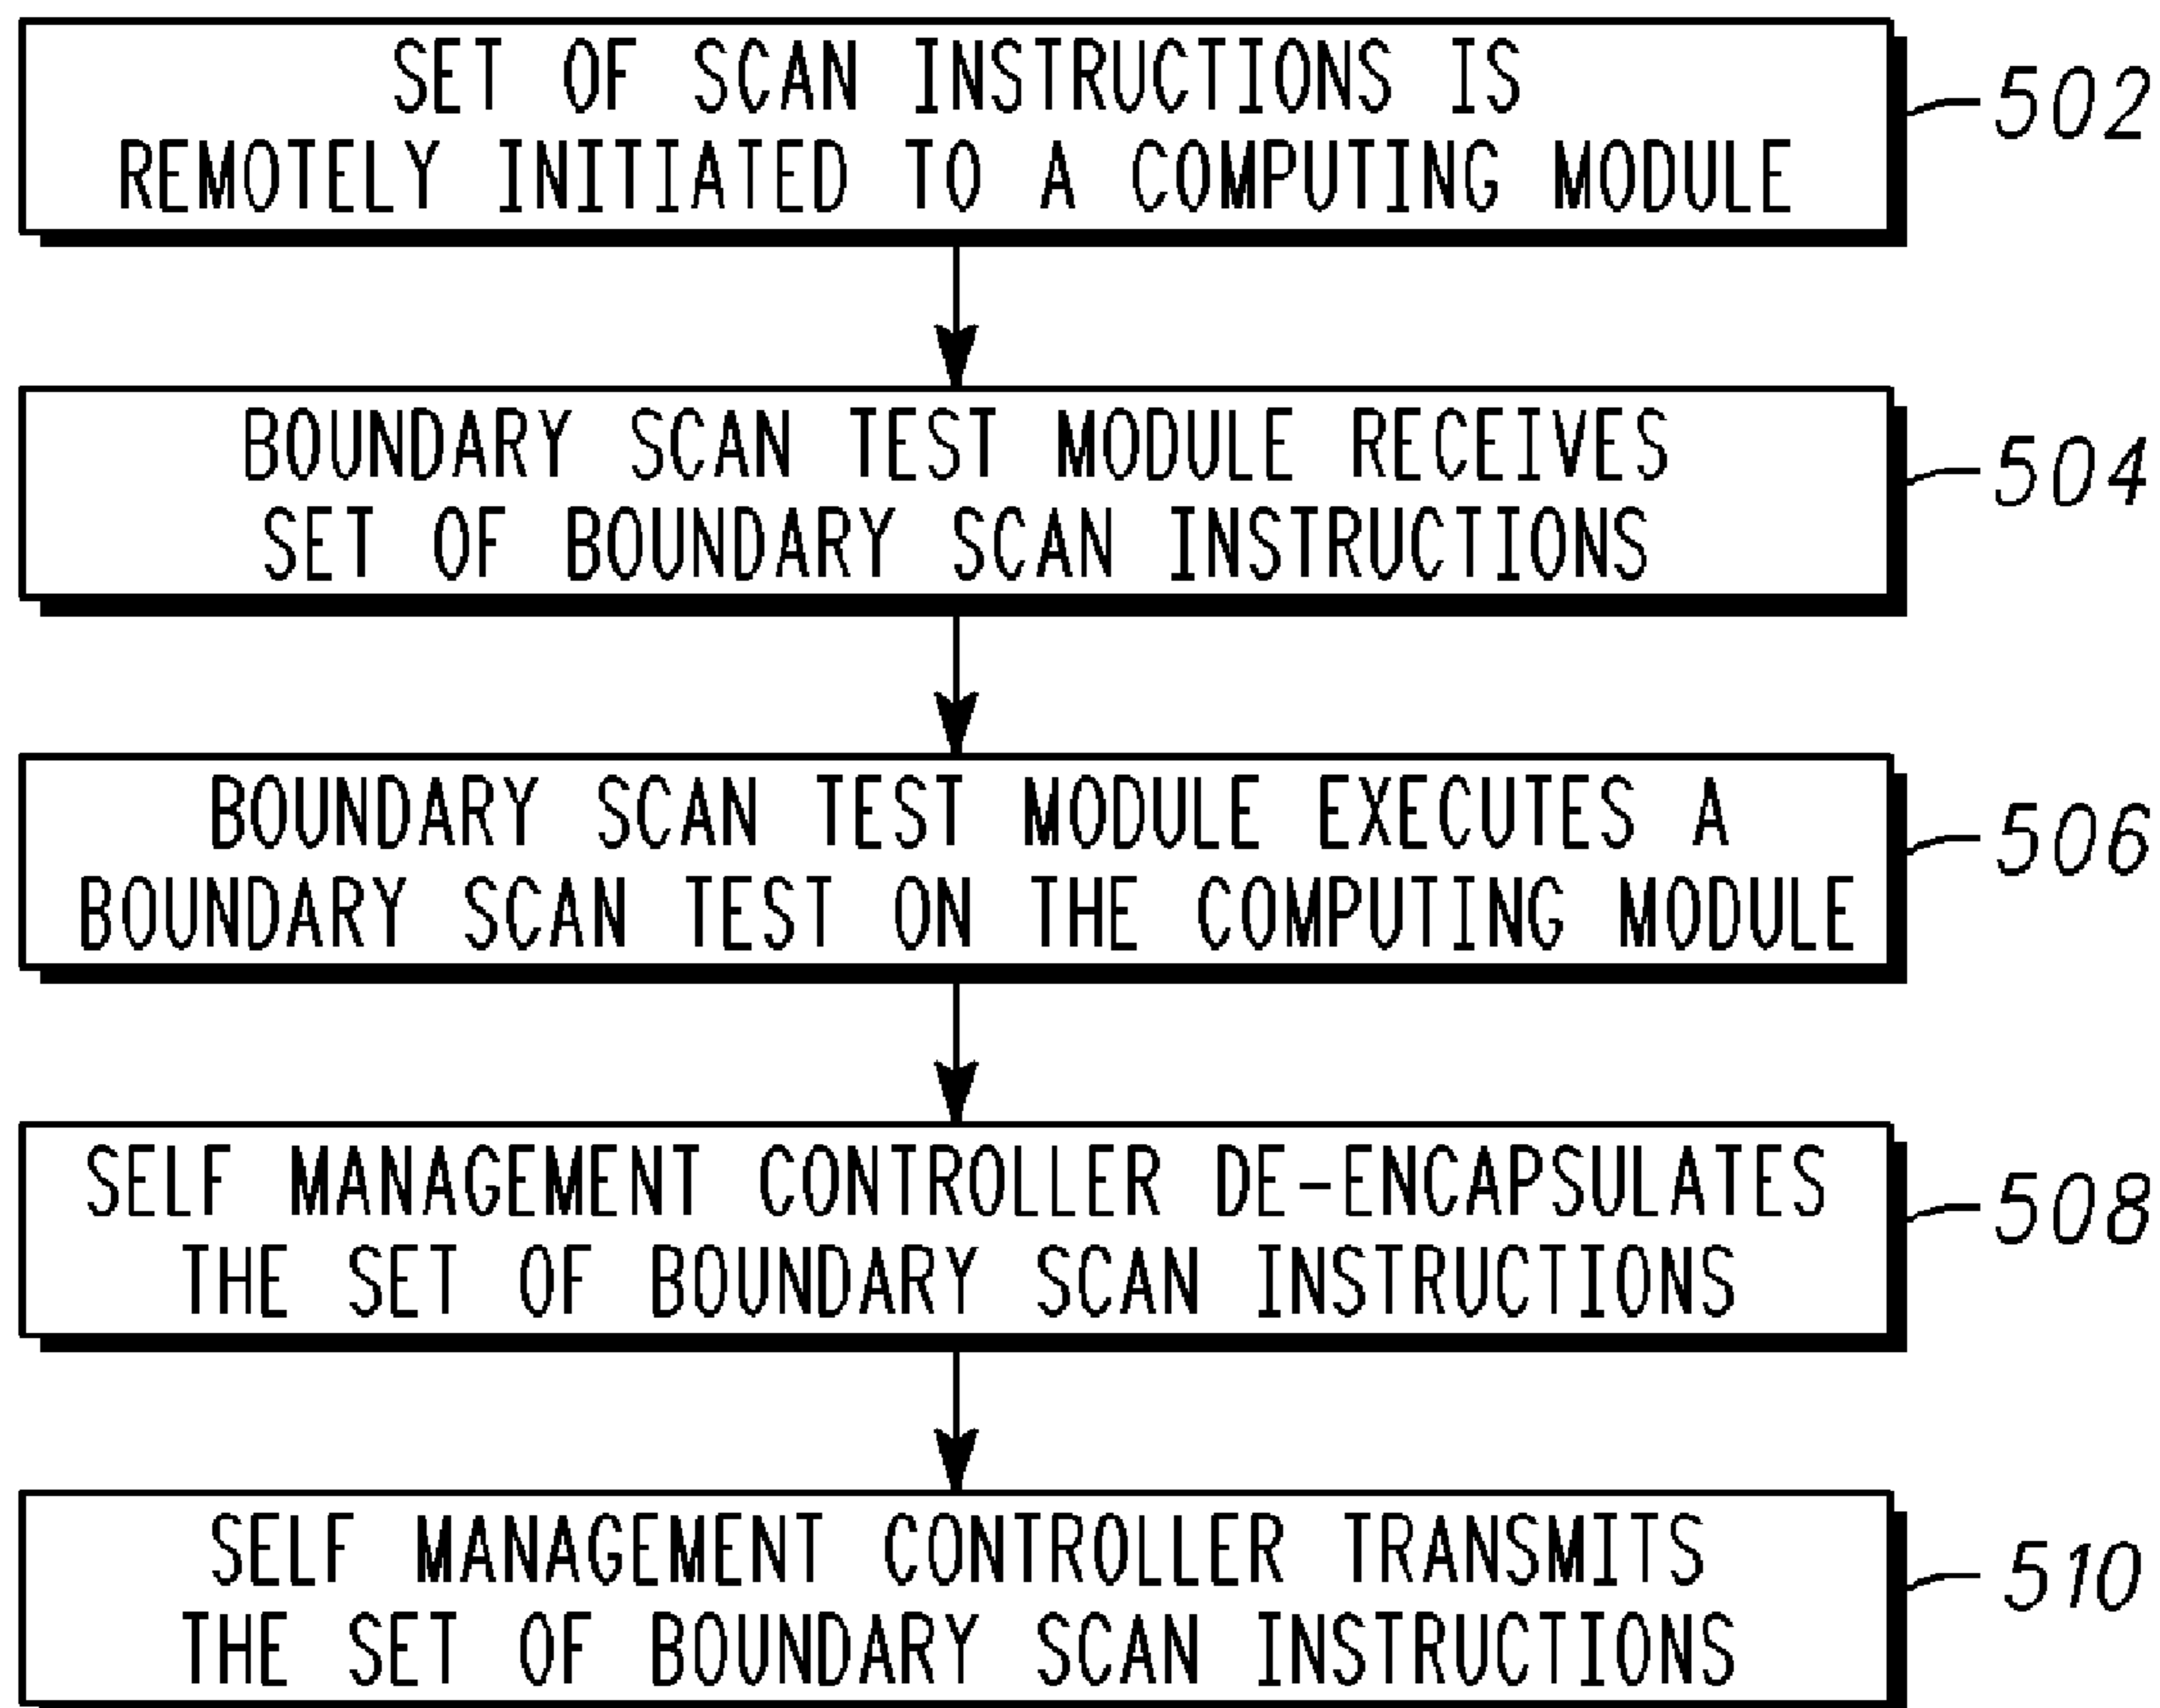 SET OF SCAN INSTRUCTIONS IS
REMOTELY INITIATED TO A COMPUTING MODULE
502
BOUNDARY SCAN TEST MODULE RECEIVES
SET OF BOUNDARY SCAN INSTRUCTIONS
504
BOUNDARY SCAN TEST MODULE EXECUTES A
BOUNDARY SCAN TEST ON THE COMPUTING MODULE
506
SELF MANAGEMENT CONTROLLER DE-ENCAPSULATES
THE SET OF BOUNDARY SCAN INSTRUCTIONS
508
SELF MANAGEMENT CONTROLLER TRANSMITS
THE SET OF BOUNDARY SCAN INSTRUCTIONS
510